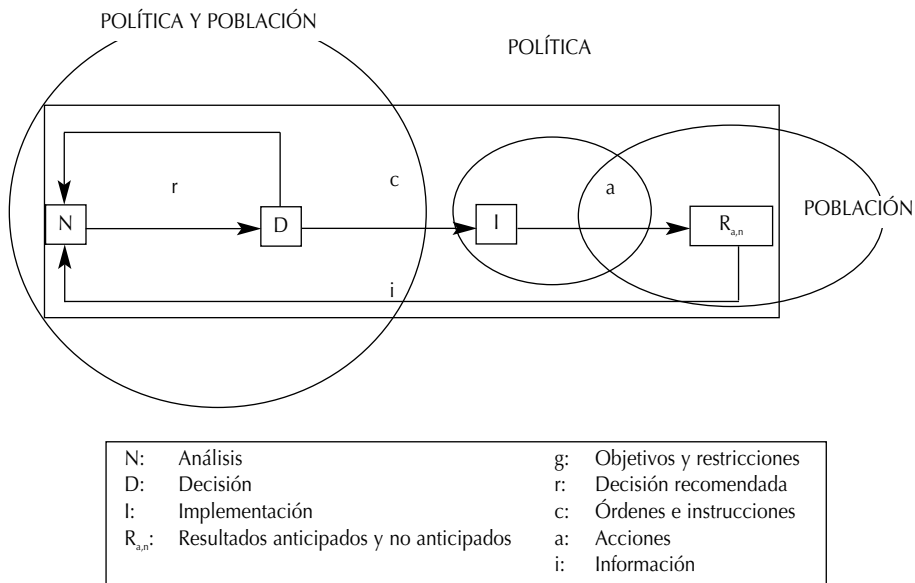 POLÍTICA Y POBLACIÓN
POLÍTICA
r
c
a
N
D
I
Ra,n
POBLACIÓN
i
N: Análisis
D: Decisión
I: Implementación
Ra,n: Resultados anticipados y no anticipados
g: Objetivos y restricciones
r: Decisión recomendada
c: Órdenes e instrucciones
a: Acciones
i: Información